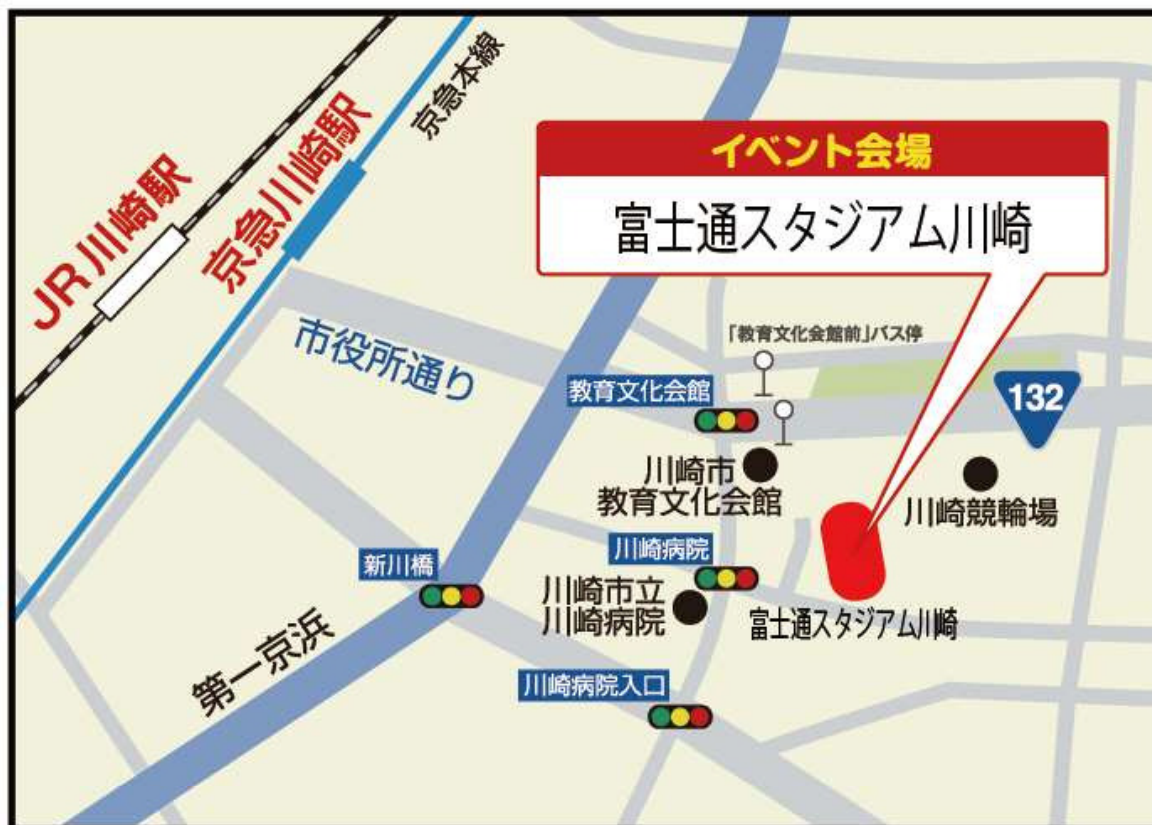 京急本線
JR川崎駅
京急川崎駅
イベント会場
富士通スタジアム川崎
市役所通り
「教育文化会館前」バス停
教育文化会館
132
川崎市
教育文化会館
川崎競輪場
川崎病院
新川橋
川崎市立
川崎病院
富士通スタジアム川崎
第一京浜
川崎病院入口